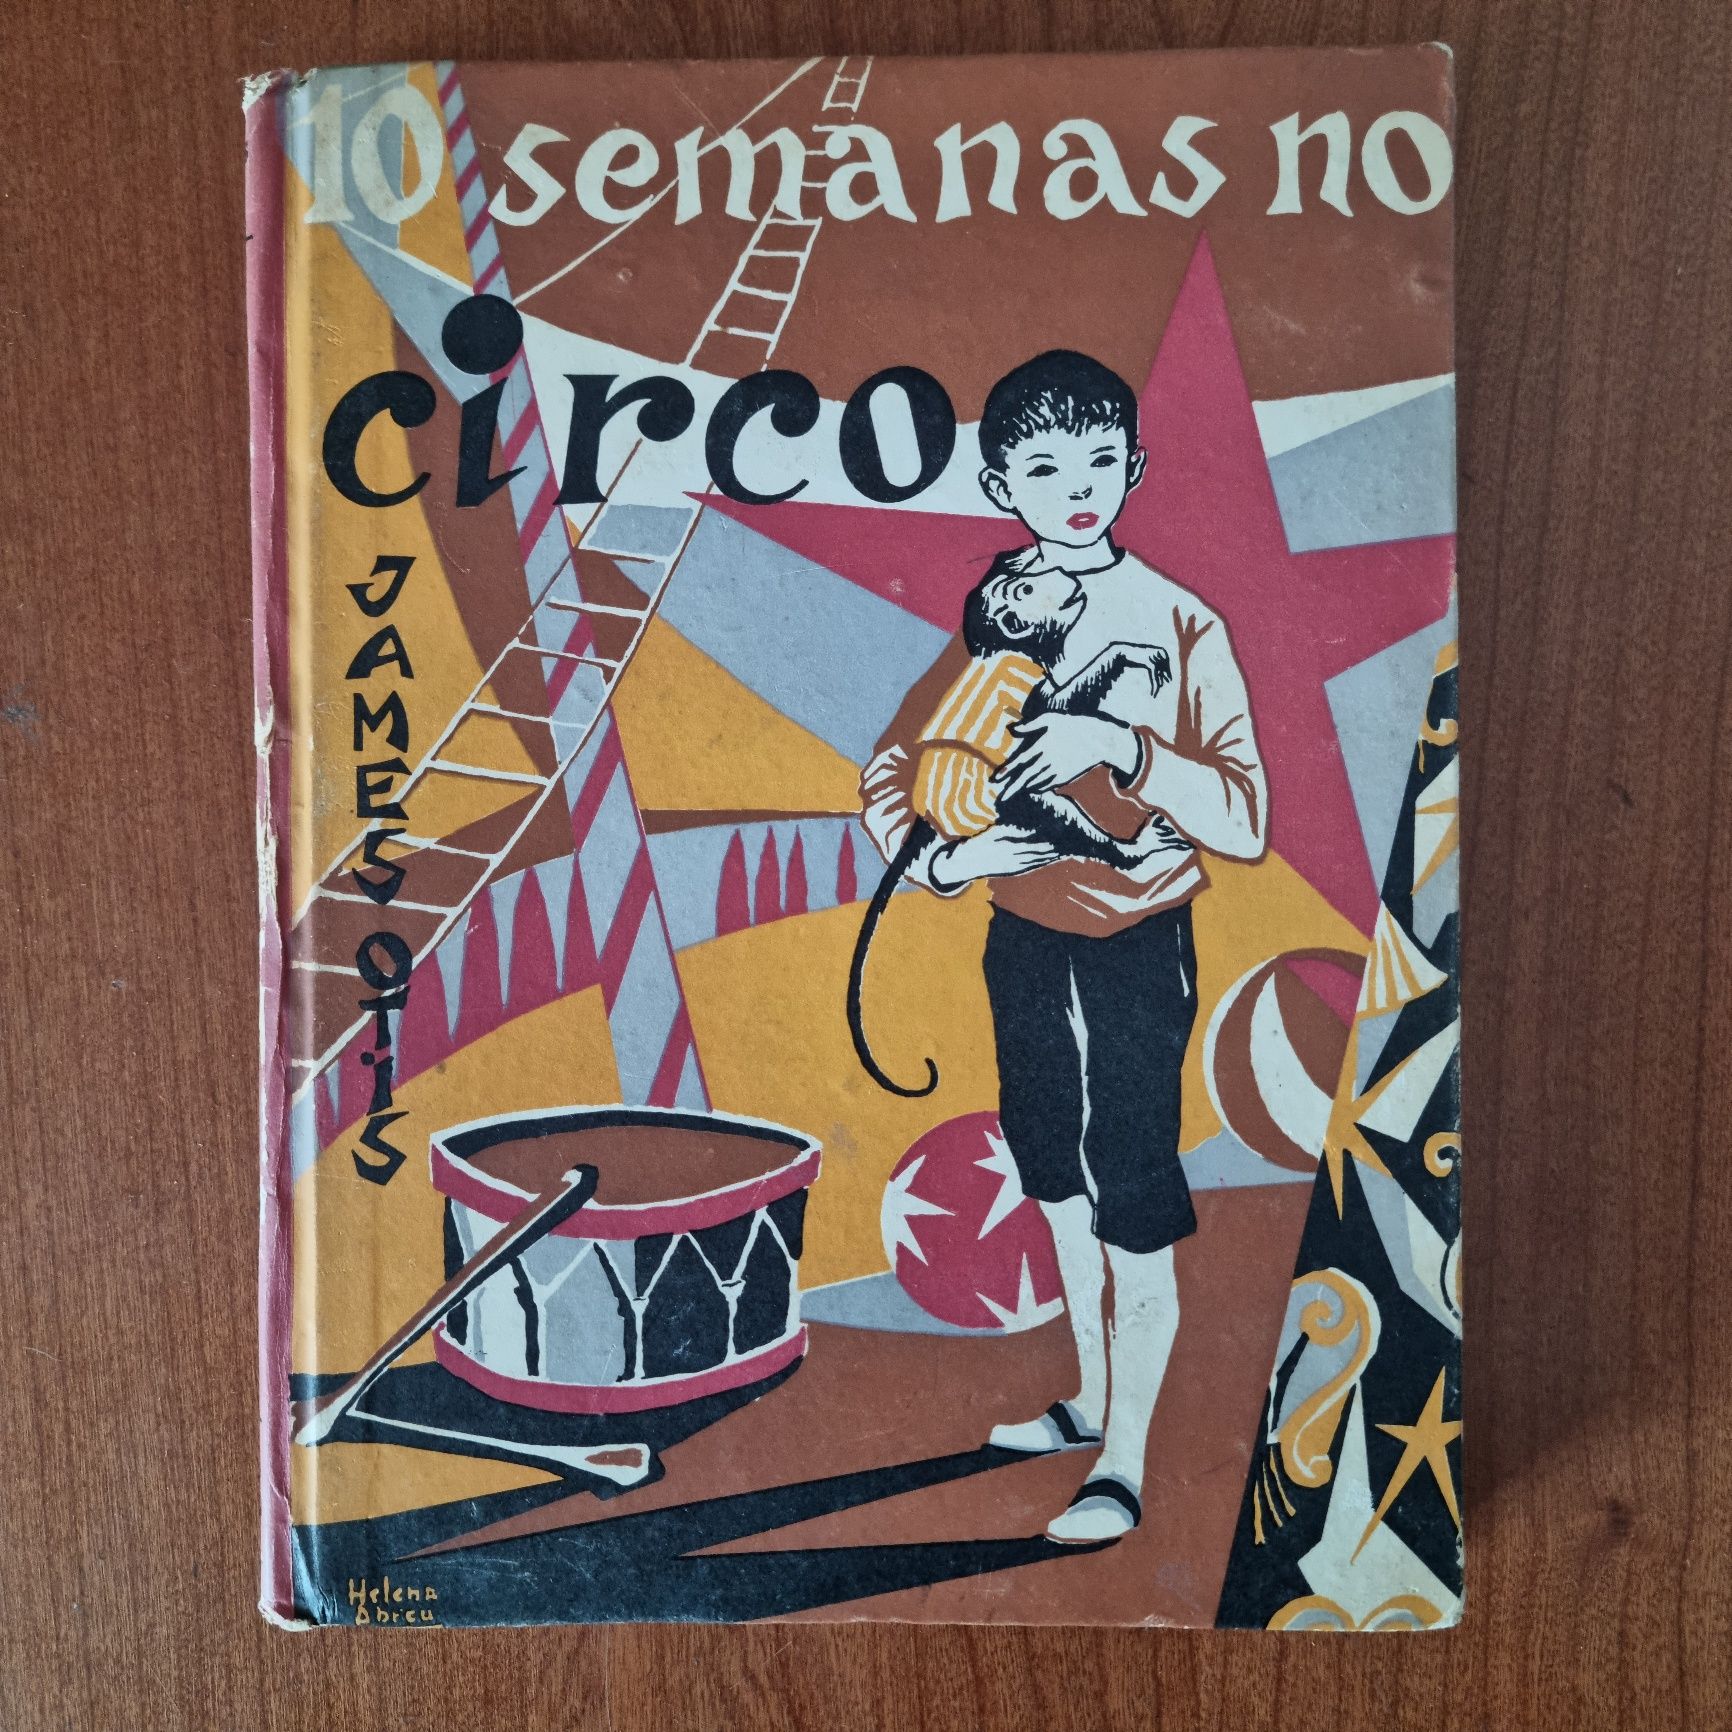 10 semanas no
circo
JAMES OTiS
Helena
Abreu